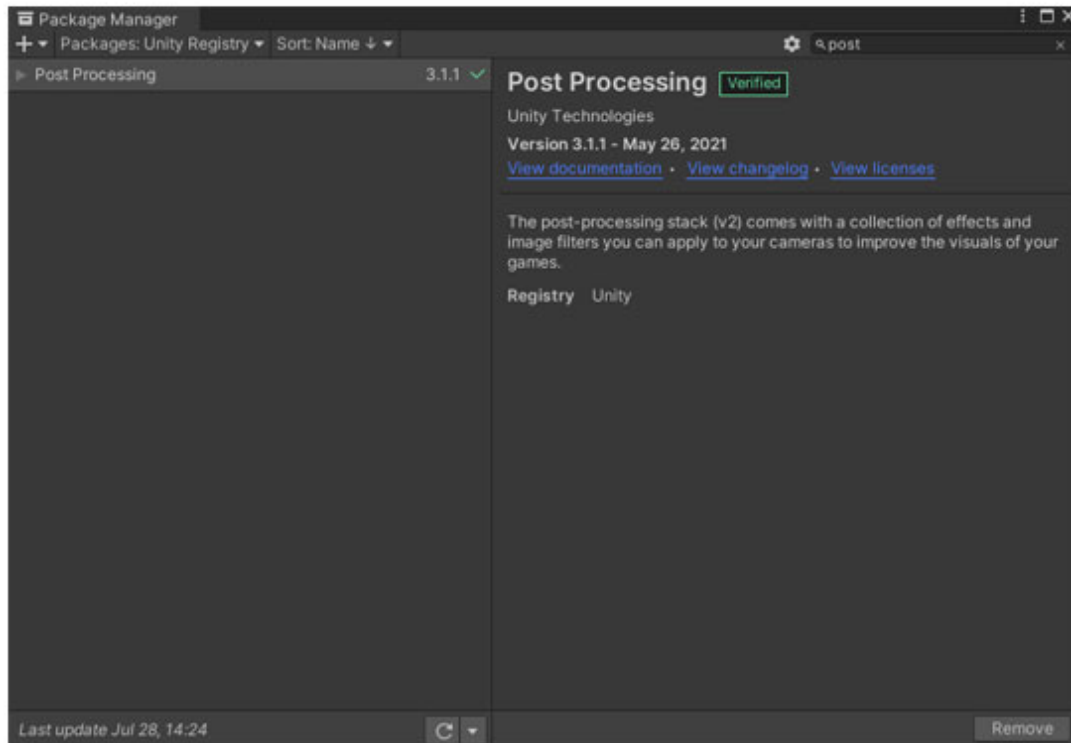 Package Manager
Packages: Unity Registry Sort: Name ↓ post
Post Processing 3.1.1
Post Processing Verified
Unity Technologies
Version 3.1.1 - May 26, 2021
View documentation • View changelog • View licenses
The post-processing stack (v2) comes with a collection of effects and
image filters you can apply to your cameras to improve the visuals of your
games.
Registry Unity
Last update Jul 28, 14:24
Remove